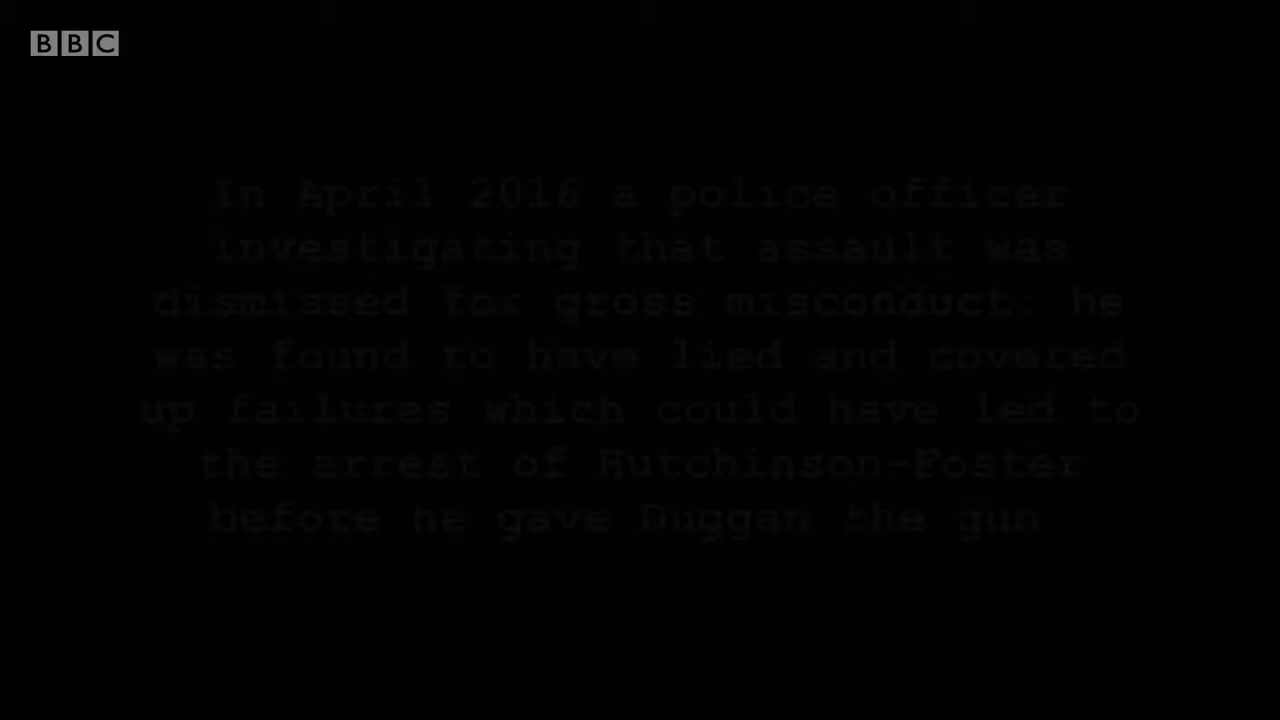 BBC
In April 2016 a police officer
investigating that assault was
dismissed for gross misconduct: he
was found to have lied and covered
up failures which could have led to
the arrest of Hutchinson-Foster
before he gave Duggan the gun